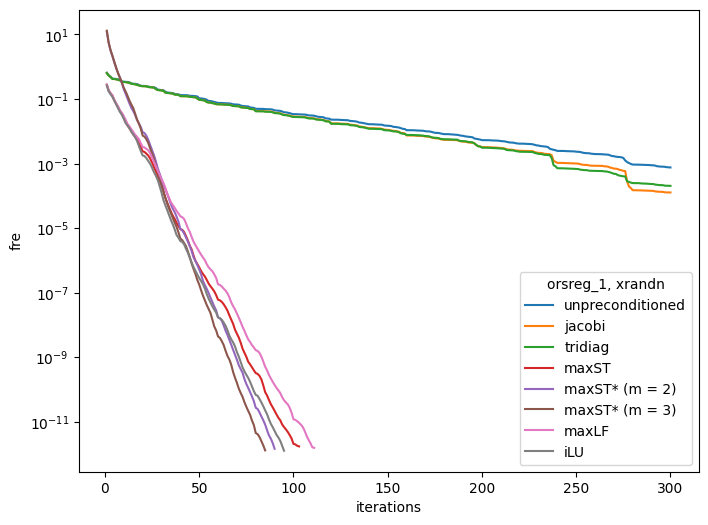 10^1
10^-1
10^-3
10^-5
10^-7
10^-9
10^-11
fre
0 50 100 150 200 250 300
iterations
orsreg_1, xrandn
unpreconditioned
jacobi
tridiag
maxST
maxST* (m = 2)
maxST* (m = 3)
maxLF
iLU